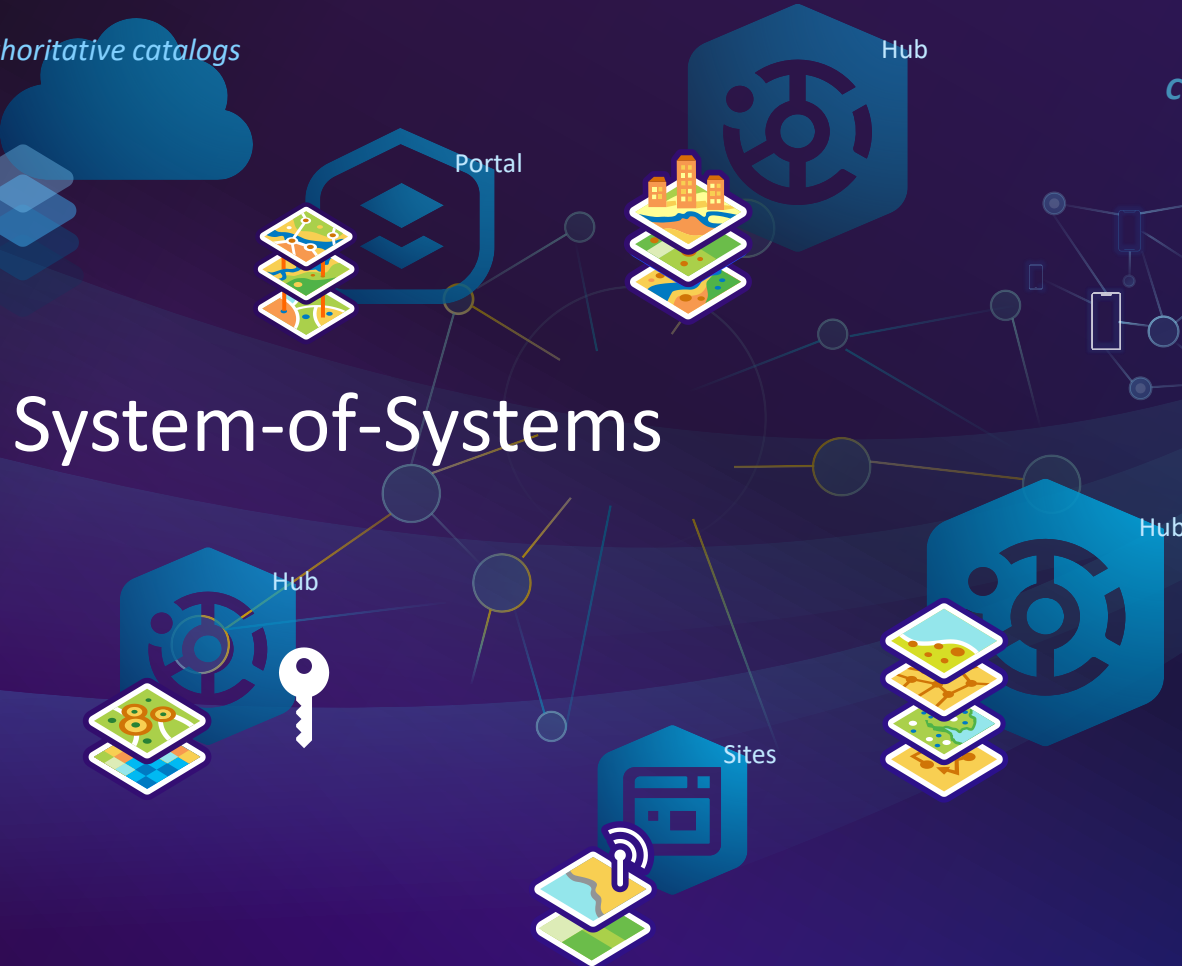 horitative catalogs
Hub
c
Portal
System-of-Systems
Hub
Hub
Sites